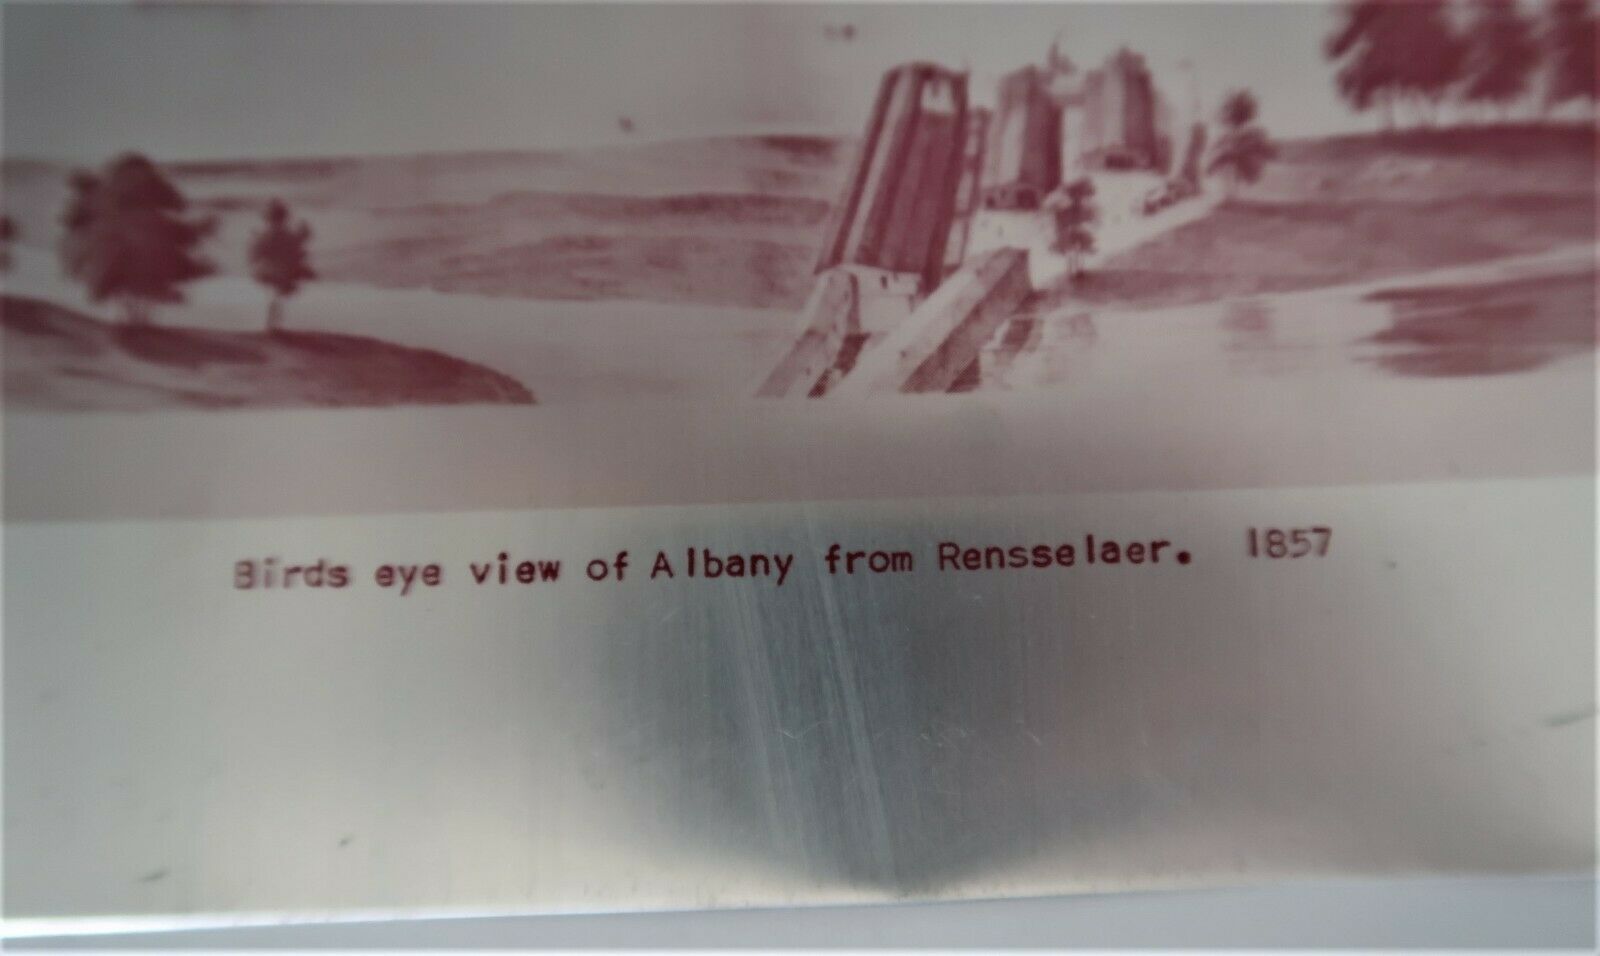 Birds eye view of Albany from Rensselaer. 1857